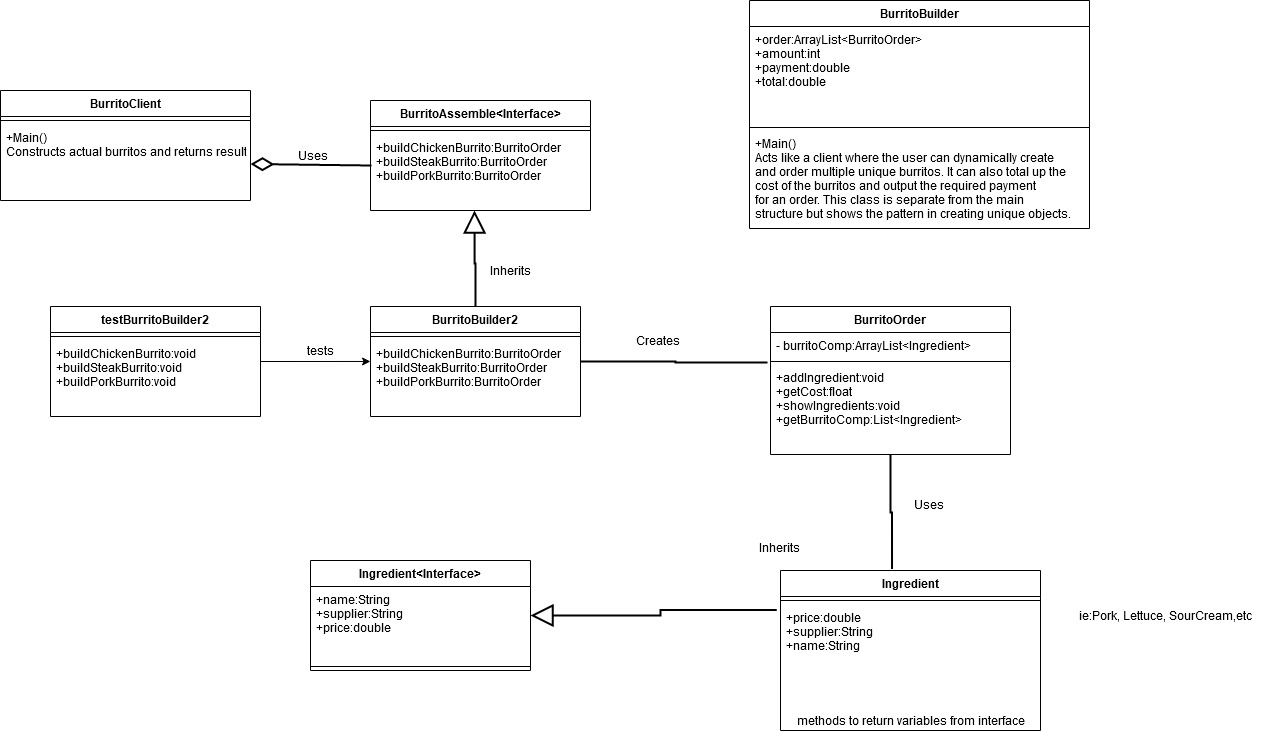 BurritoBuilder
+order:ArrayList<BurritoOrder>
+amount:int
+payment:double
+total:double
+Main()
Acts like a client where the user can dynamically create
and order multiple unique burritos. It can also total up the
cost of the burritos and output the required payment
for an order. This class is separate from the main
structure but shows the pattern in creating unique objects.
BurritoClient
+Main()
Constructs actual burritos and returns result
Uses
BurritoAssemble<Interface>
+buildChickenBurrito:BurritoOrder
+buildSteakBurrito:BurritoOrder
+buildPorkBurrito:BurritoOrder
Inherits
testBurritoBuilder2
+buildChickenBurrito:void
+buildSteakBurrito:void
+buildPorkBurrito:void
tests
BurritoBuilder2
+buildChickenBurrito:BurritoOrder
+buildSteakBurrito:BurritoOrder
+buildPorkBurrito:BurritoOrder
Creates
BurritoOrder
- burritoComp:ArrayList<Ingredient>
+addIngredient:void
+getCost:float
+showIngredients:void
+getBurritoComp:List<Ingredient>
Uses
Inherits
Ingredient<Interface>
+name:String
+supplier:String
+price:double
Ingredient
+price:double
+supplier:String
+name:String
methods to return variables from interface
ie:Pork, Lettuce, SourCream,etc